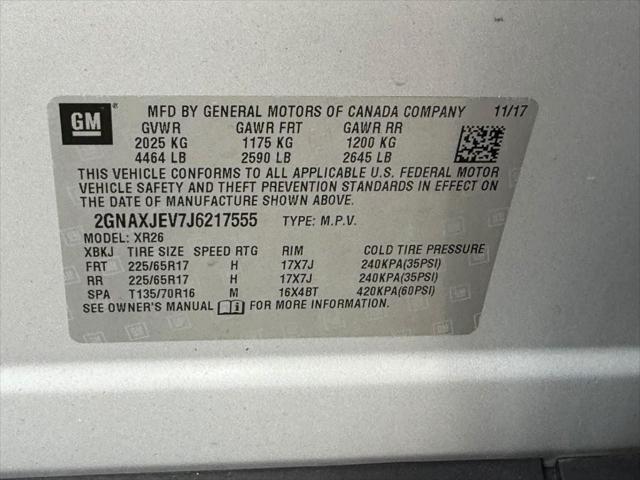 GM ® MFD BY GENERAL MOTORS OF CANADA COMPANY 11/17
GVWR GAWR FRT GAWR RR
2025 KG 1175 KG 1200 KG
4464 LB 2590 LB 2645 LB
THIS VEHICLE CONFORMS TO ALL APPLICABLE U.S. FEDERAL MOTOR
VEHICLE SAFETY AND THEFT PREVENTION STANDARDS IN EFFECT ON
THE DATE OF MANUFACTURE SHOWN ABOVE.
2GNAXJEV7J6217555 TYPE: M.P.V.
MODEL: XR26
XBKJ TIRE SIZE SPEED RTG RIM COLD TIRE PRESSURE
FRT 225/65R17 H 17X7J 240KPA(35PSI)
RR 225/65R17 H 17X7J 240KPA(35PSI)
SPA T135/70R16 M 16X4BT 420KPA(60PSI)
SEE OWNER'S MANUAL FOR MORE INFORMATION.